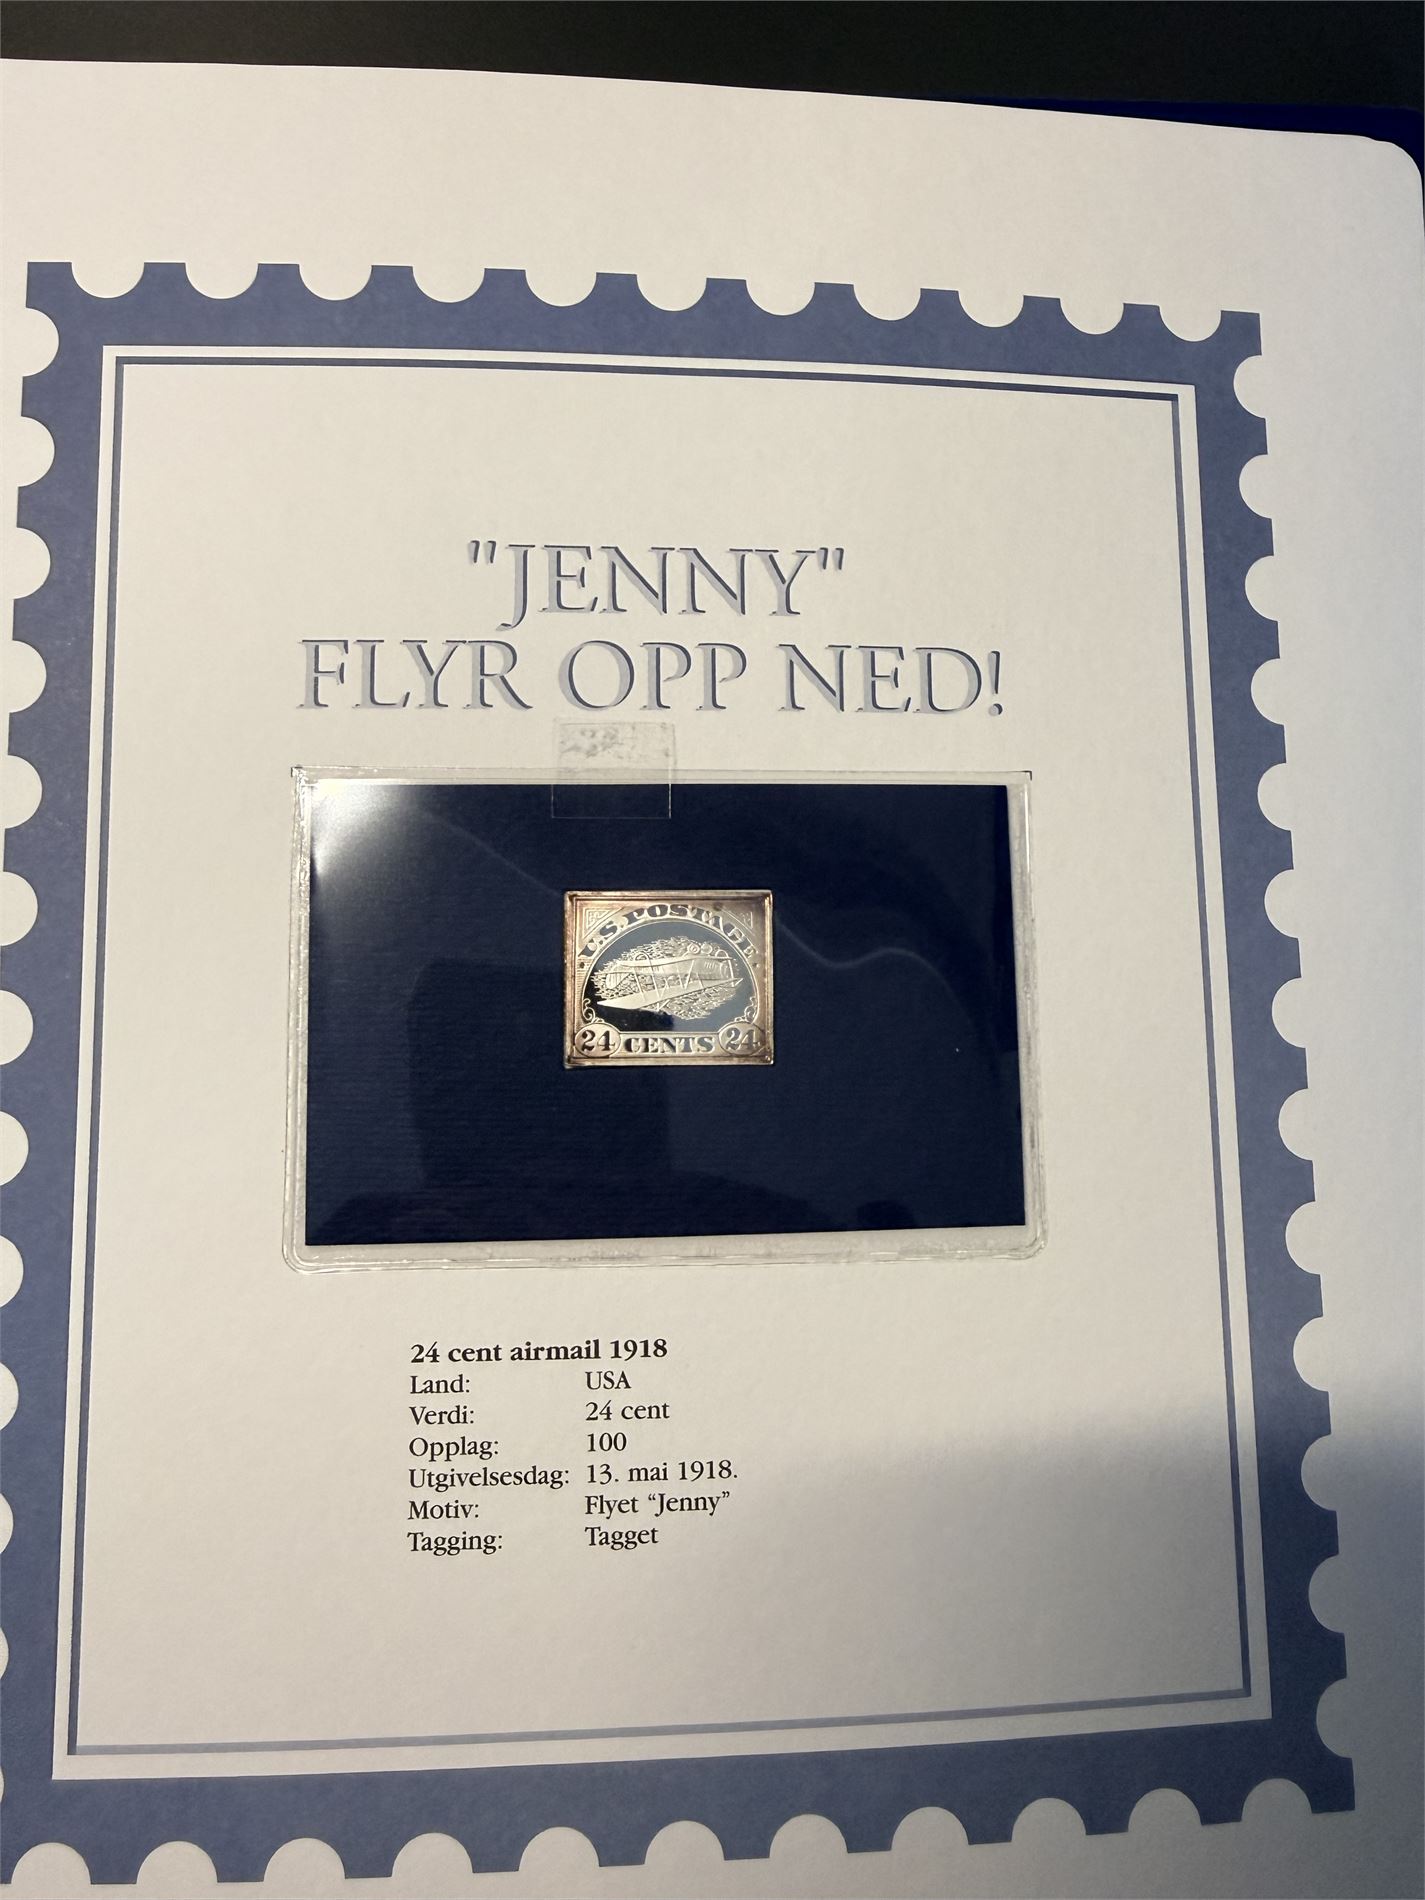 "JENNY"
FLYR OPP NED!
U.S. POSTAGE
24 CENTS 24
24 cent airmail 1918
Land: USA
Verdi: 24 cent
Opplag: 100
Utgivelsesdag: 13. mai 1918.
Motiv: Flyet “Jenny”
Tagging: Tagget